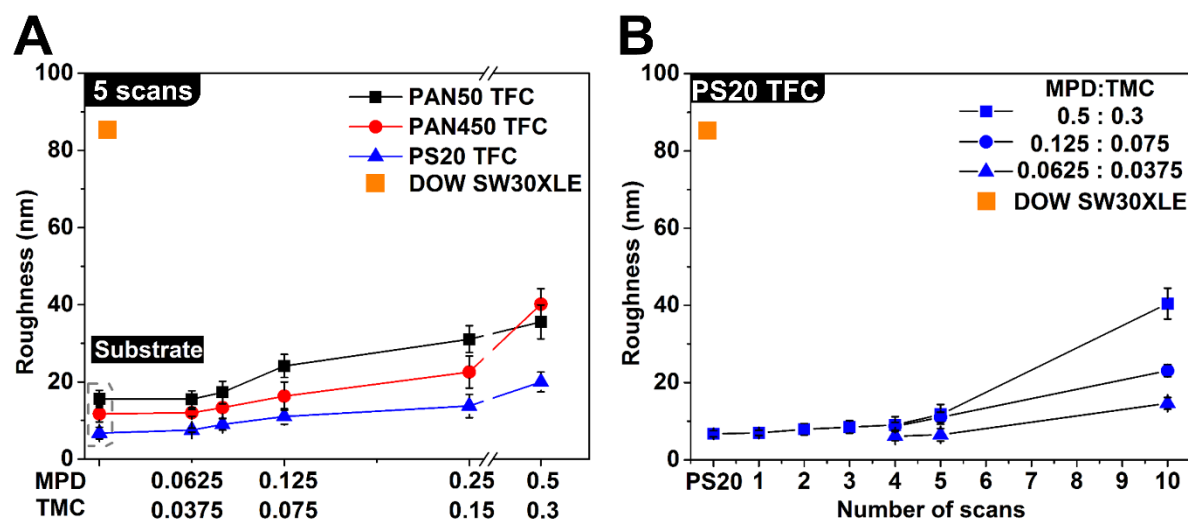 A
5 scans
PAN50 TFC
PAN450 TFC
PS20 TFC
DOW SW30XLE
Substrate
Roughness (nm)
100
80
60
40
20
0
MPD 0.0625 0.125 0.25 0.5
TMC 0.0375 0.075 0.15 0.3
B
PS20 TFC
MPD:TMC
0.5 : 0.3
0.125 : 0.075
0.0625 : 0.0375
DOW SW30XLE
Roughness (nm)
100
80
60
40
20
0
PS20 1 2 3 4 5 6 7 8 9 10
Number of scans